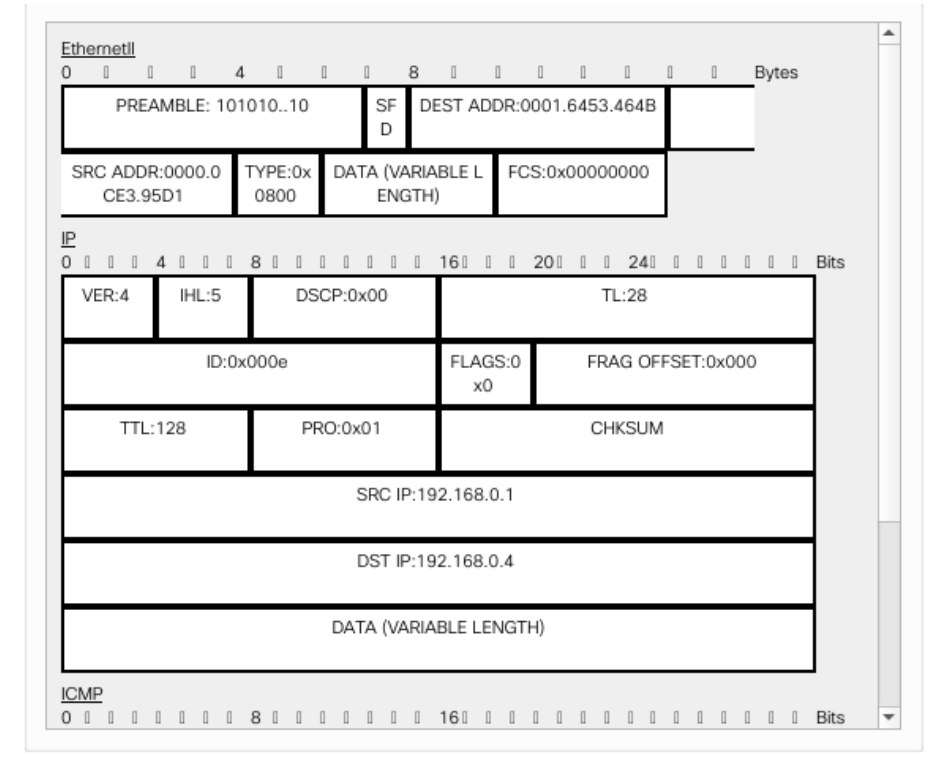 EthernetII
0 4 8 Bytes
PREAMBLE: 101010..10 SF DEST ADDR:0001.6453.464B
D
SRC ADDR:0000.0 TYPE:0x DATA (VARIABLE L FCS:0x00000000
CE3.95D1 0800 ENGTH)
IP
0 4 8 16 20 24 Bits
VER:4 IHL:5 DSCP:0x00 TL:28
ID:0x000e FLAGS:0 FRAG OFFSET:0x000
x0
TTL:128 PRO:0x01 CHKSUM
SRC IP:192.168.0.1
DST IP:192.168.0.4
DATA (VARIABLE LENGTH)
ICMP
0 8 16 Bits